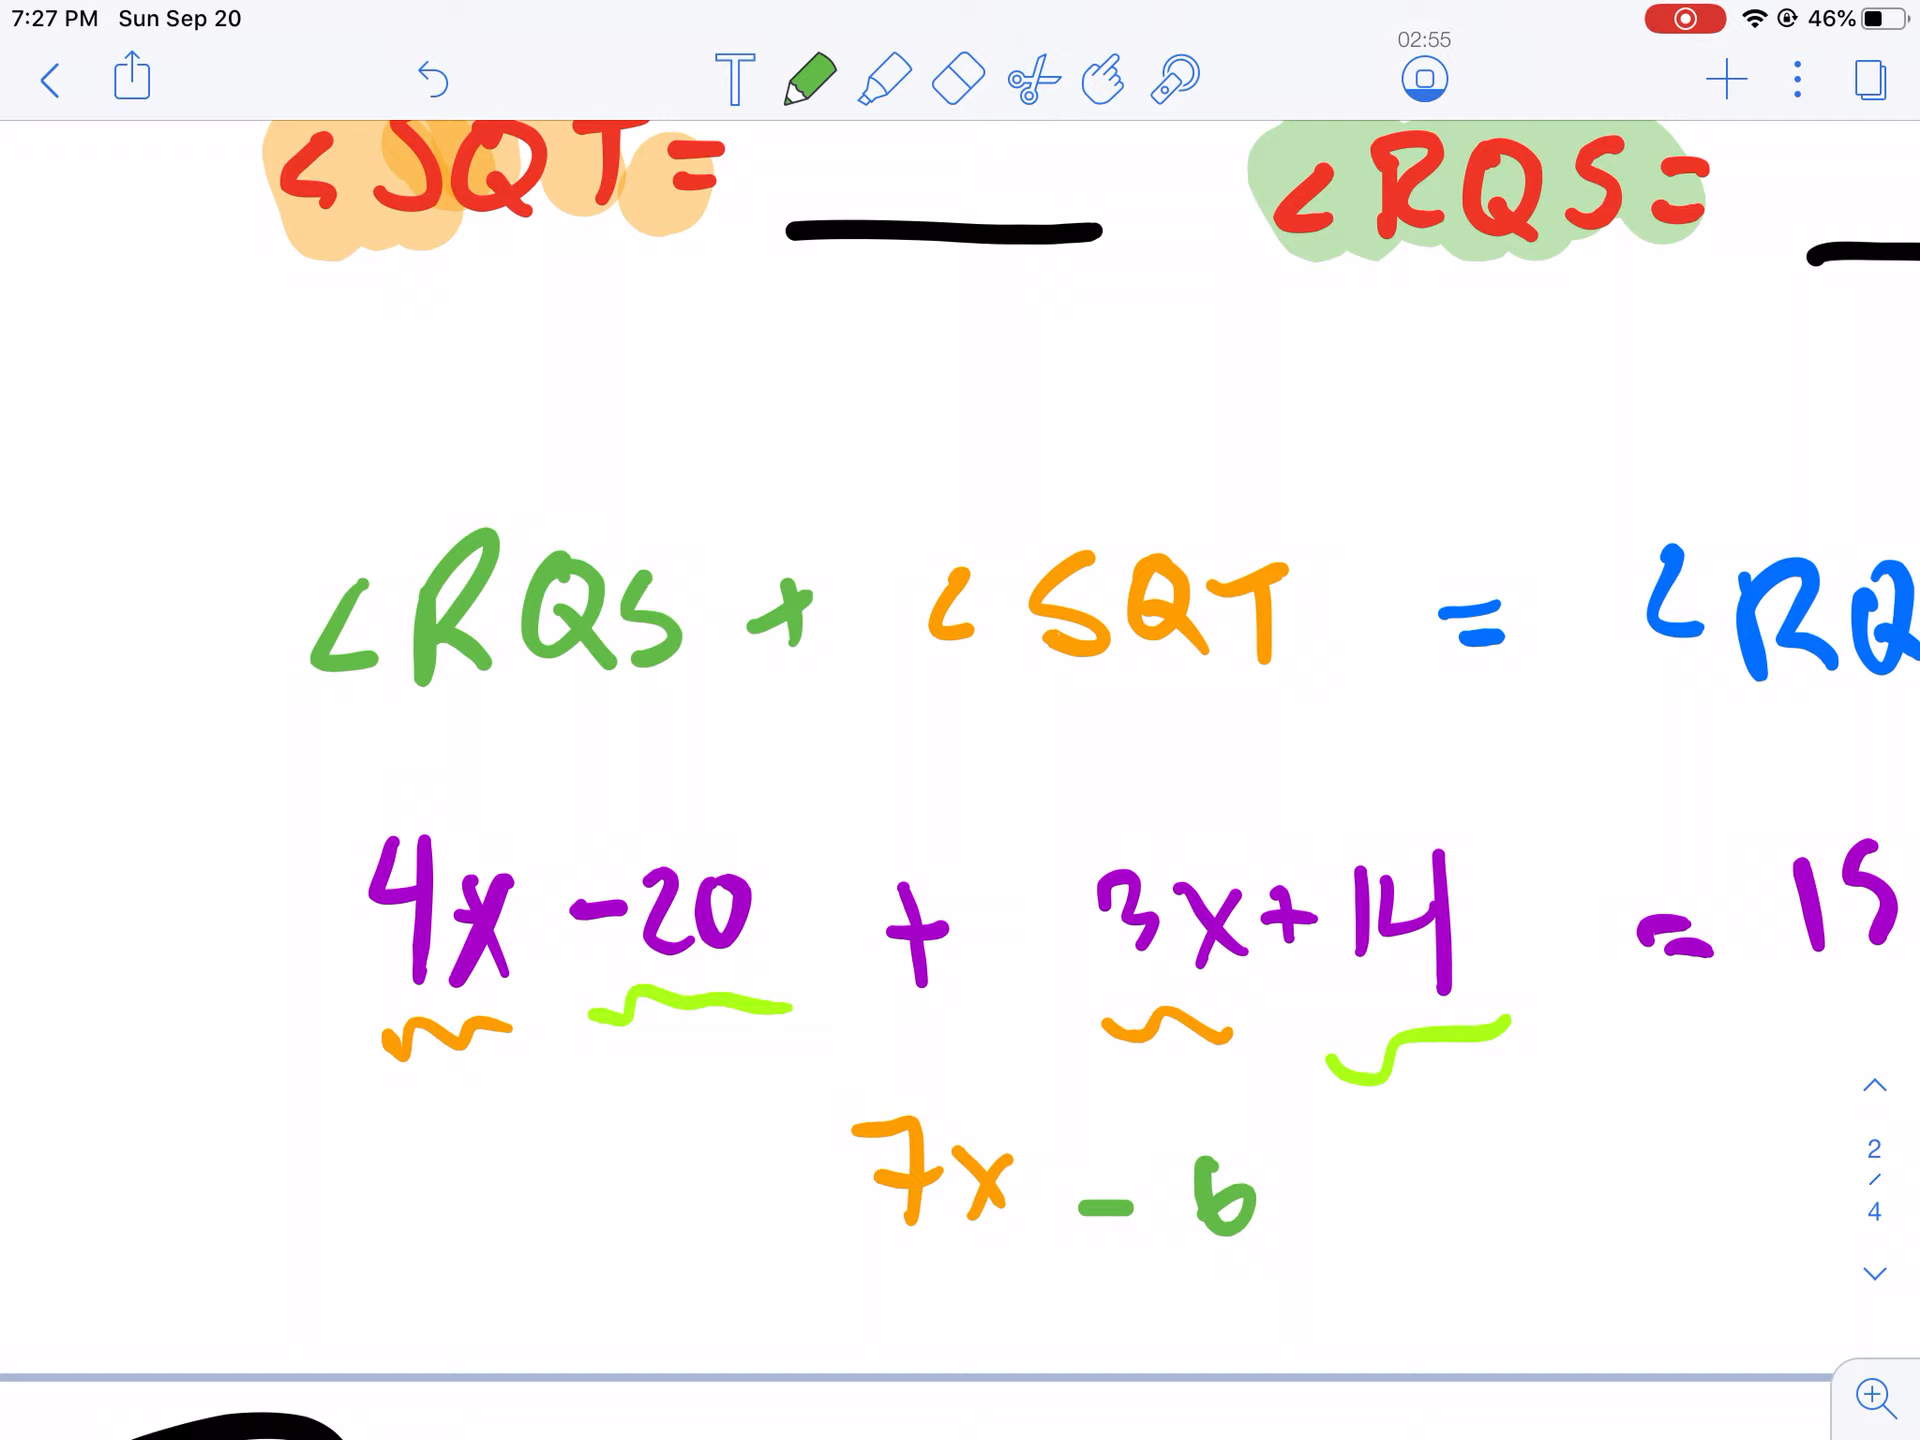 7:27 PM Sun Sep 20 46%
02:55
T
<SQT= <RQS=
<RQS + <SQT = <RQ
4x -20 + 3x+14 = 15
7x - 6
2
/
4